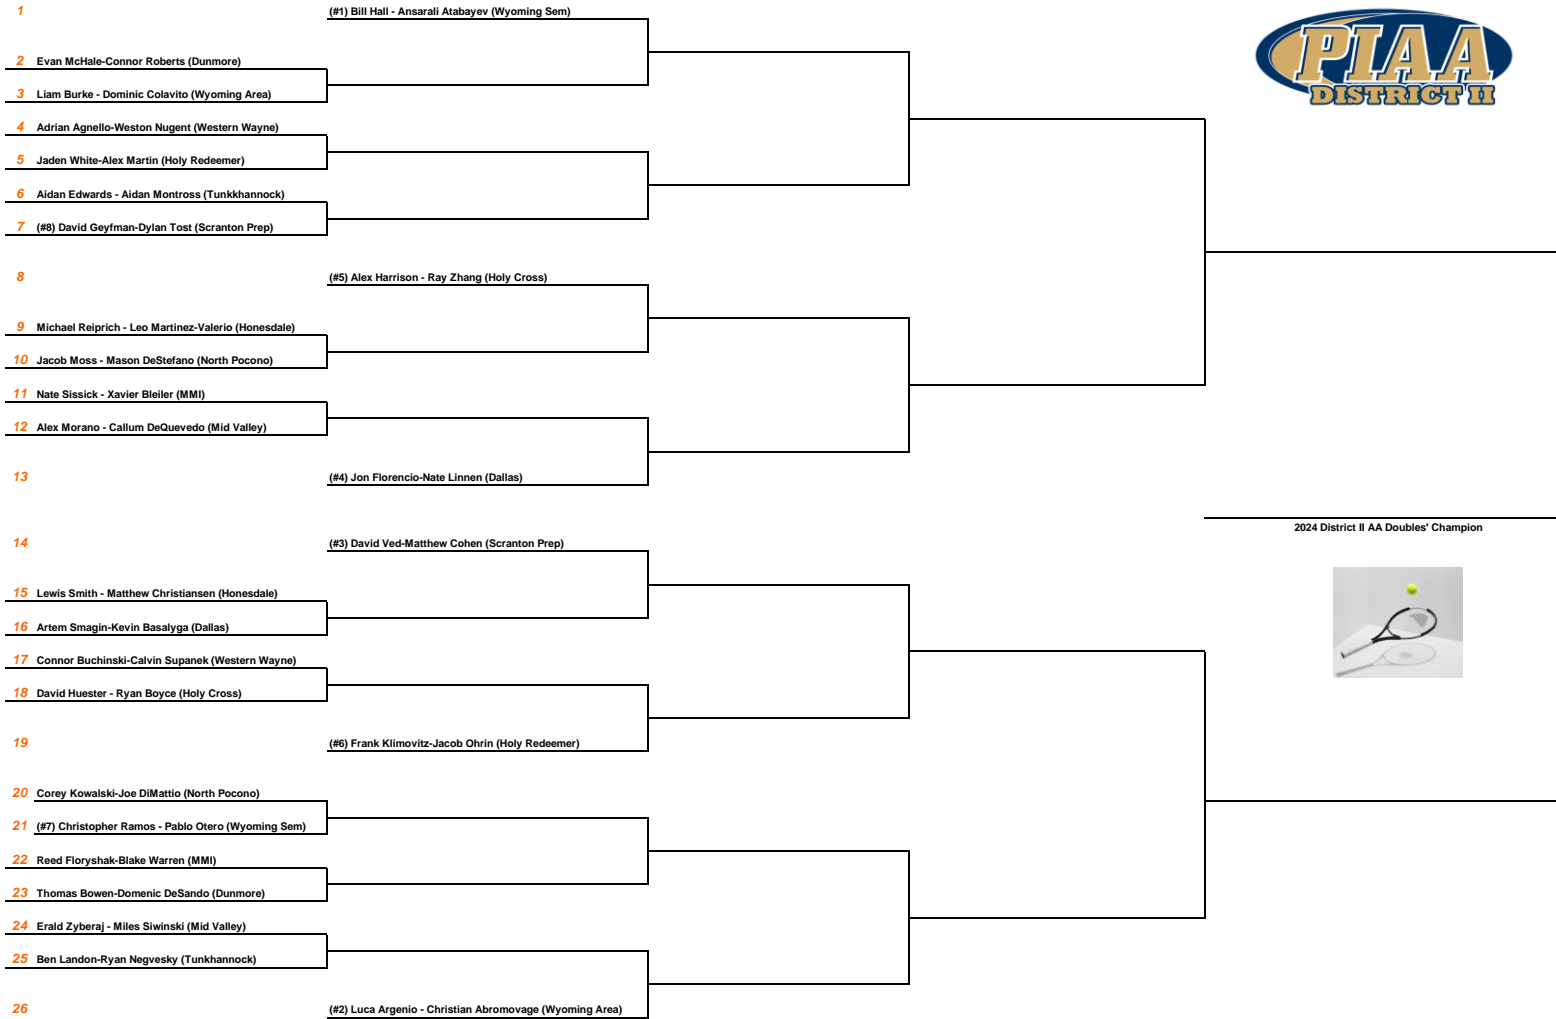 1 (#1) Bill Hall - Ansarali Atabayev (Wyoming Sem)
PIAA
DISTRICT II
2 Evan McHale-Connor Roberts (Dunmore)
3 Liam Burke - Dominic Colavito (Wyoming Area)
4 Adrian Agnello-Weston Nugent (Western Wayne)
5 Jaden White-Alex Martin (Holy Redeemer)
6 Aidan Edwards - Aidan Montross (Tunkkhannock)
7 (#8) David Geyfman-Dylan Tost (Scranton Prep)
8 (#5) Alex Harrison - Ray Zhang (Holy Cross)
9 Michael Reiprich - Leo Martinez-Valerio (Honesdale)
10 Jacob Moss - Mason DeStefano (North Pocono)
11 Nate Sissick - Xavier Bleiler (MMI)
12 Alex Morano - Callum DeQuevedo (Mid Valley)
13 (#4) Jon Florencio-Nate Linnen (Dallas)
2024 District II AA Doubles' Champion
14 (#3) David Ved-Matthew Cohen (Scranton Prep)
15 Lewis Smith - Matthew Christiansen (Honesdale)
16 Artem Smagin-Kevin Basalyga (Dallas)
17 Connor Buchinski-Calvin Supanek (Western Wayne)
18 David Huester - Ryan Boyce (Holy Cross)
19 (#6) Frank Klimovitz-Jacob Ohrin (Holy Redeemer)
20 Corey Kowalski-Joe DiMattio (North Pocono)
21 (#7) Christopher Ramos - Pablo Otero (Wyoming Sem)
22 Reed Floryshak-Blake Warren (MMI)
23 Thomas Bowen-Domenic DeSando (Dunmore)
24 Erald Zyberaj - Miles Siwinski (Mid Valley)
25 Ben Landon-Ryan Negvesky (Tunkhannock)
26 (#2) Luca Argenio - Christian Abromovage (Wyoming Area)